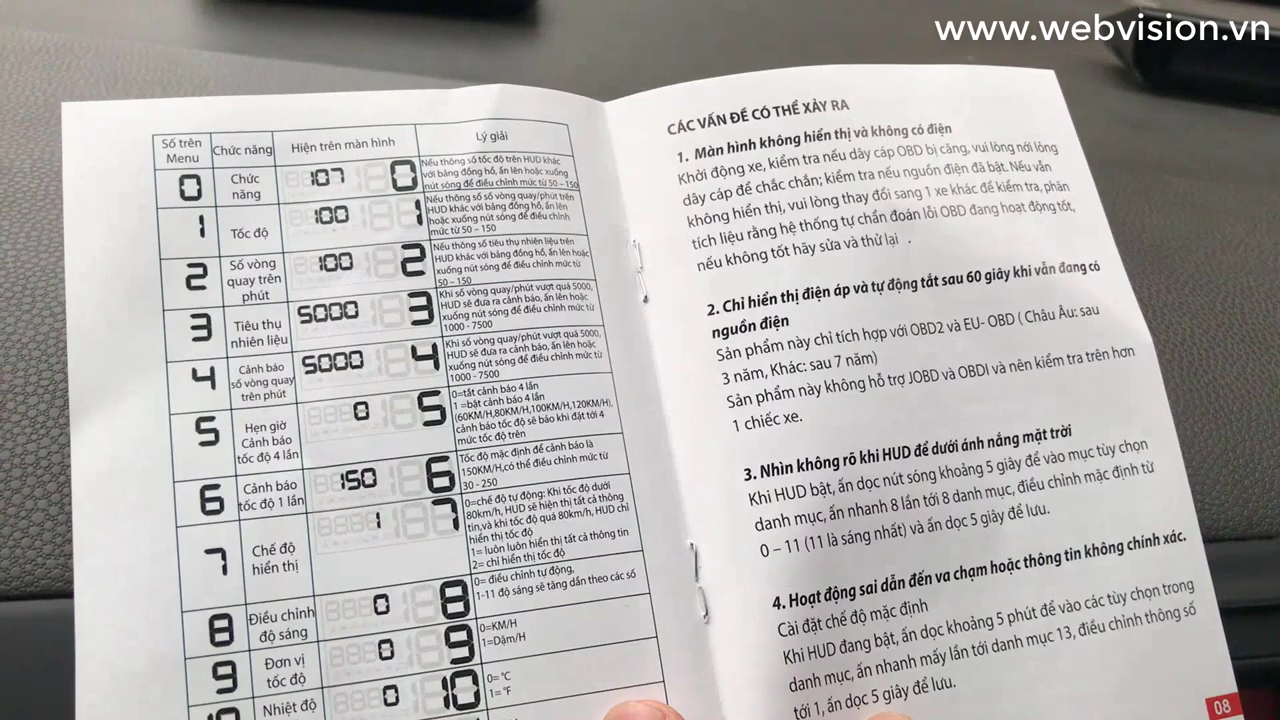 www.webvision.vn
Số trên
Menu
Chức năng
Hiện trên màn hình
Lý giải
0
Chức
năng
107 0
Nếu thông số tốc độ trên HUD khác
với bảng đồng hồ, ấn lên hoặc xuống
nút sóng để điều chỉnh mức từ 50 – 150
1
Tốc độ
100 1
Nếu thông số số vòng quay/phút trên
HUD khác với bảng đồng hồ, ấn lên
hoặc xuống nút sóng để điều chỉnh
mức từ 50 – 150
2
Số vòng
quay trên
phút
100 2
Nếu thông số tiêu thụ nhiên liệu trên
HUD khác với bảng đồng hồ, ấn lên hoặc
xuống nút sóng để điều chỉnh mức từ
50 – 150
3
Tiêu thụ
nhiên liệu
5000 3
Khi số vòng quay/phút vượt quá 5000,
HUD sẽ đưa ra cảnh báo, ấn lên hoặc
xuống nút sóng để điều chỉnh mức từ
1000 - 7500
4
Cảnh báo
số vòng quay
trên phút
5000 4
Khi số vòng quay/phút vượt quá 5000,
HUD sẽ đưa ra cảnh báo, ấn lên hoặc
xuống nút sóng để điều chỉnh mức từ
1000 - 7500
5
Hẹn giờ
Cảnh báo
tốc độ 4 lần
0 5
0=tắt cảnh báo 4 lần
1 =bật cảnh báo 4 lần
(60KM/H,80KM/H,100KM/H,120KM/H),
cảnh báo tốc độ sẽ báo khi đạt tới 4
mức tốc độ trên
6
Cảnh báo
tốc độ 1 lần
150 6
Tốc độ mặc định để cảnh báo là
150KM/H,có thể điều chỉnh mức từ
30 - 250
7
Chế độ
hiển thị
1 7
0=chế độ tự động: Khi tốc độ dưới
80km/h, HUD sẽ hiện thị tất cả thông
tin,và khi tốc độ quá 80km/h, HUD chỉ
hiển thị tốc độ
1= luôn luôn hiển thị tất cả thông tin
2= chỉ hiển thị tốc độ
8
Điều chỉnh
độ sáng
0 8
0= điều chỉnh tự động,
1-11 độ sáng sẽ tăng dần theo các số
9
Đơn vị
tốc độ
0 9
0=KM/H
1=Dặm/H
10
Nhiệt độ
0 10
0= °C
1= °F
CÁC VẤN ĐỀ CÓ THỂ XẢY RA
1. Màn hình không hiển thị và không có điện
Khởi động xe, kiểm tra nếu dây cáp OBD bị căng, vui lòng nới lỏng
dây cáp để chắc chắn; kiểm tra nếu nguồn điện đã bật. Nếu vẫn
không hiển thị, vui lòng thay đổi sang 1 xe khác để kiểm tra, phân
tích liệu rằng hệ thống tự chẩn đoán lỗi OBD đang hoạt động tốt,
nếu không tốt hãy sửa và thử lại .
2. Chỉ hiển thị điện áp và tự động tắt sau 60 giây khi vẫn đang có
nguồn điện
Sản phẩm này chỉ tích hợp với OBD2 và EU- OBD ( Châu Âu: sau
3 năm, Khác: sau 7 năm)
Sản phẩm này không hỗ trợ JOBD và OBDI và nên kiểm tra trên hơn
1 chiếc xe.
3. Nhìn không rõ khi HUD để dưới ánh nắng mặt trời
Khi HUD bật, ấn dọc nút sóng khoảng 5 giây để vào mục tùy chọn
danh mục, ấn nhanh 8 lần tới 8 danh mục, điều chỉnh mặc định từ
0 – 11 (11 là sáng nhất) và ấn dọc 5 giây để lưu.
4. Hoạt động sai dẫn đến va chạm hoặc thông tin không chính xác.
Cài đặt chế độ mặc định
Khi HUD đang bật, ấn dọc khoảng 5 phút để vào các tùy chọn trong
danh mục, ấn nhanh mấy lần tới danh mục 13, điều chỉnh thông số
tới 1, ấn dọc 5 giây để lưu.
08